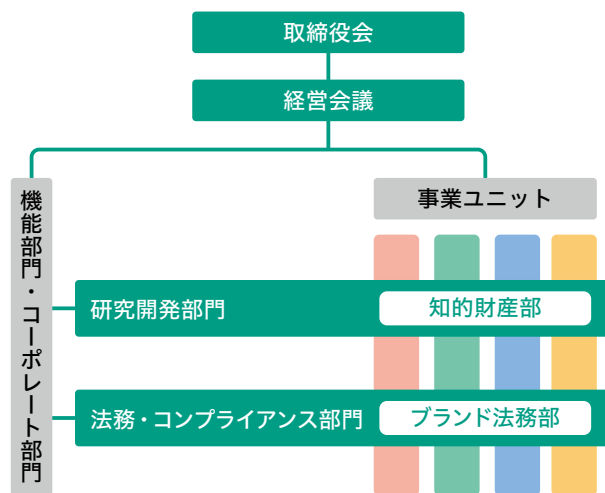 取締役会
経営会議
機能部門・コーポレート部門
事業ユニット
研究開発部門
知的財産部
法務・コンプライアンス部門
ブランド法務部